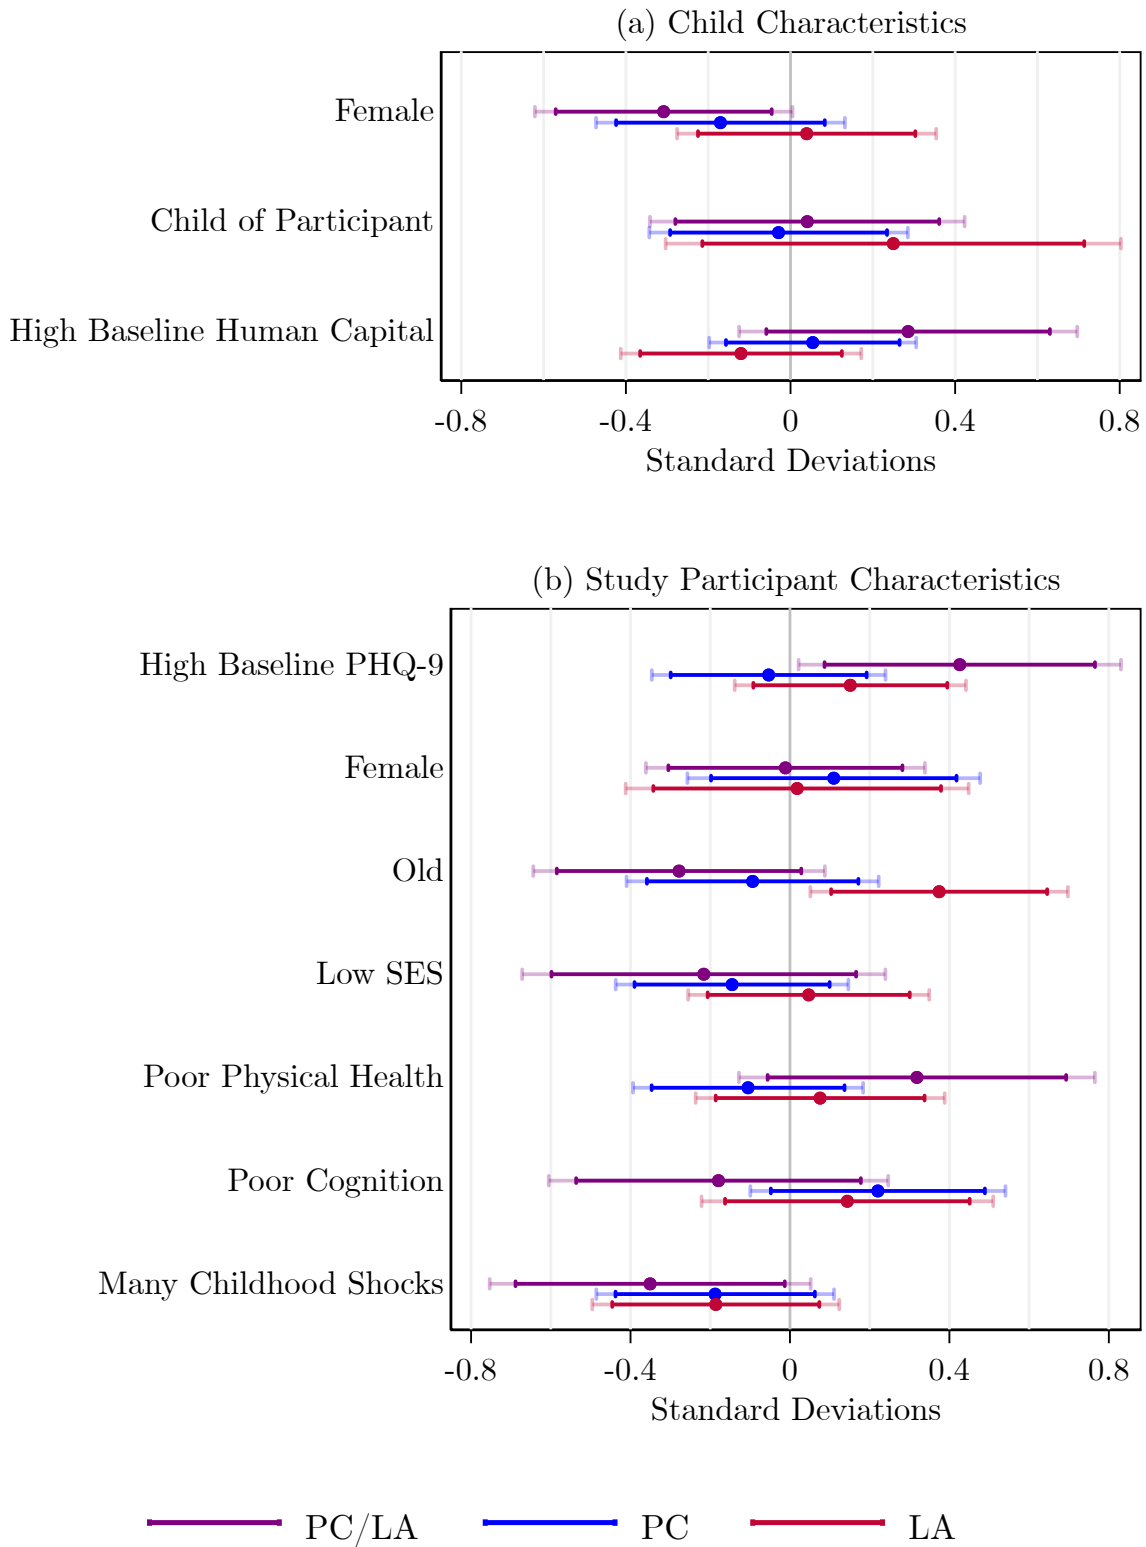 (a) Child Characteristics
Female
Child of Participant
High Baseline Human Capital
-0.8 -0.4 0 0.4 0.8
Standard Deviations
(b) Study Participant Characteristics
High Baseline PHQ-9
Female
Old
Low SES
Poor Physical Health
Poor Cognition
Many Childhood Shocks
-0.8 -0.4 0 0.4 0.8
Standard Deviations
PC/LA PC LA